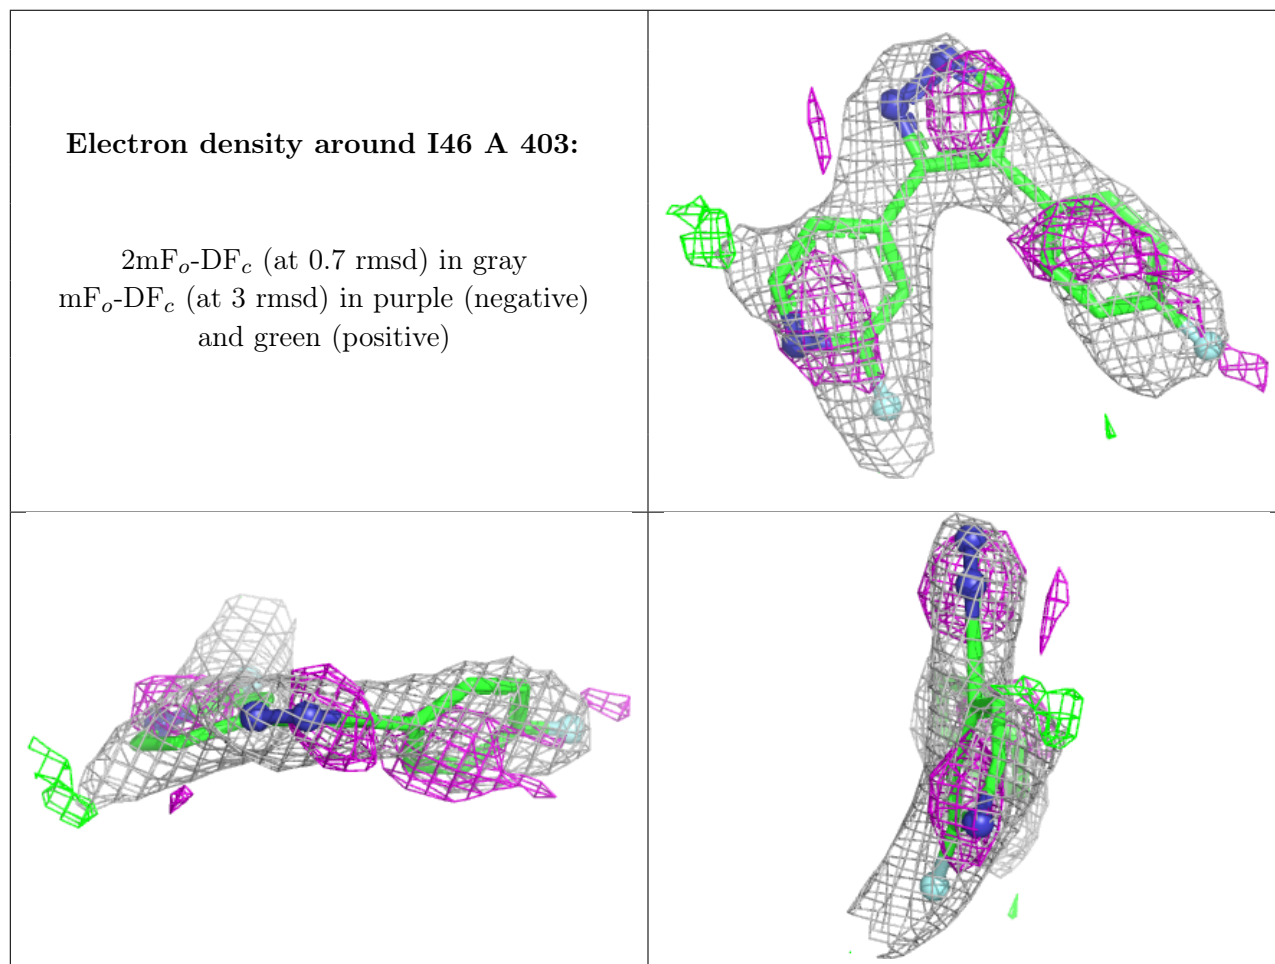 Electron density around I46 A 403:
2mFo-DFc (at 0.7 rmsd) in gray
mFo-DFc (at 3 rmsd) in purple (negative)
and green (positive)